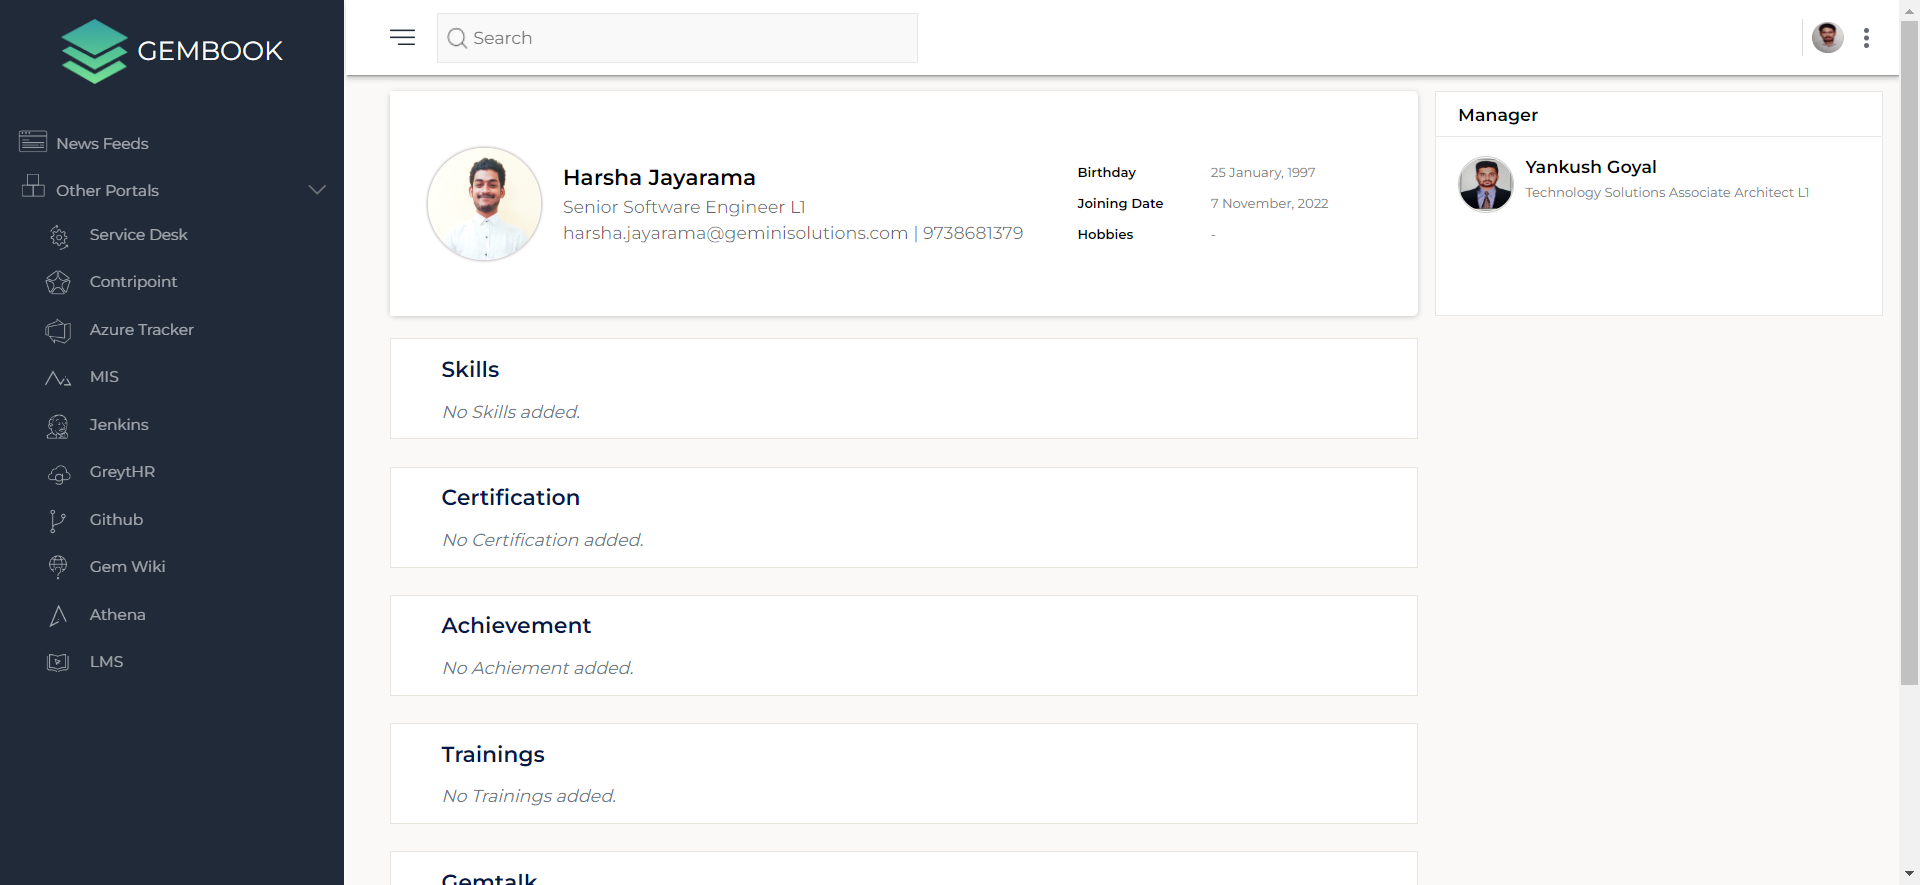 GEMBOOK
News Feeds
Other Portals
Service Desk
Contripoint
Azure Tracker
MIS
Jenkins
GreytHR
Github
Gem Wiki
Athena
LMS
Search
Harsha Jayarama
Senior Software Engineer L1
harsha.jayarama@geminisolutions.com | 9738681379
Birthday 25 January, 1997
Joining Date 7 November, 2022
Hobbies -
Manager
Yankush Goyal
Technology Solutions Associate Architect L1
Skills
No Skills added.
Certification
No Certification added.
Achievement
No Achiement added.
Trainings
No Trainings added.
Gemtalk